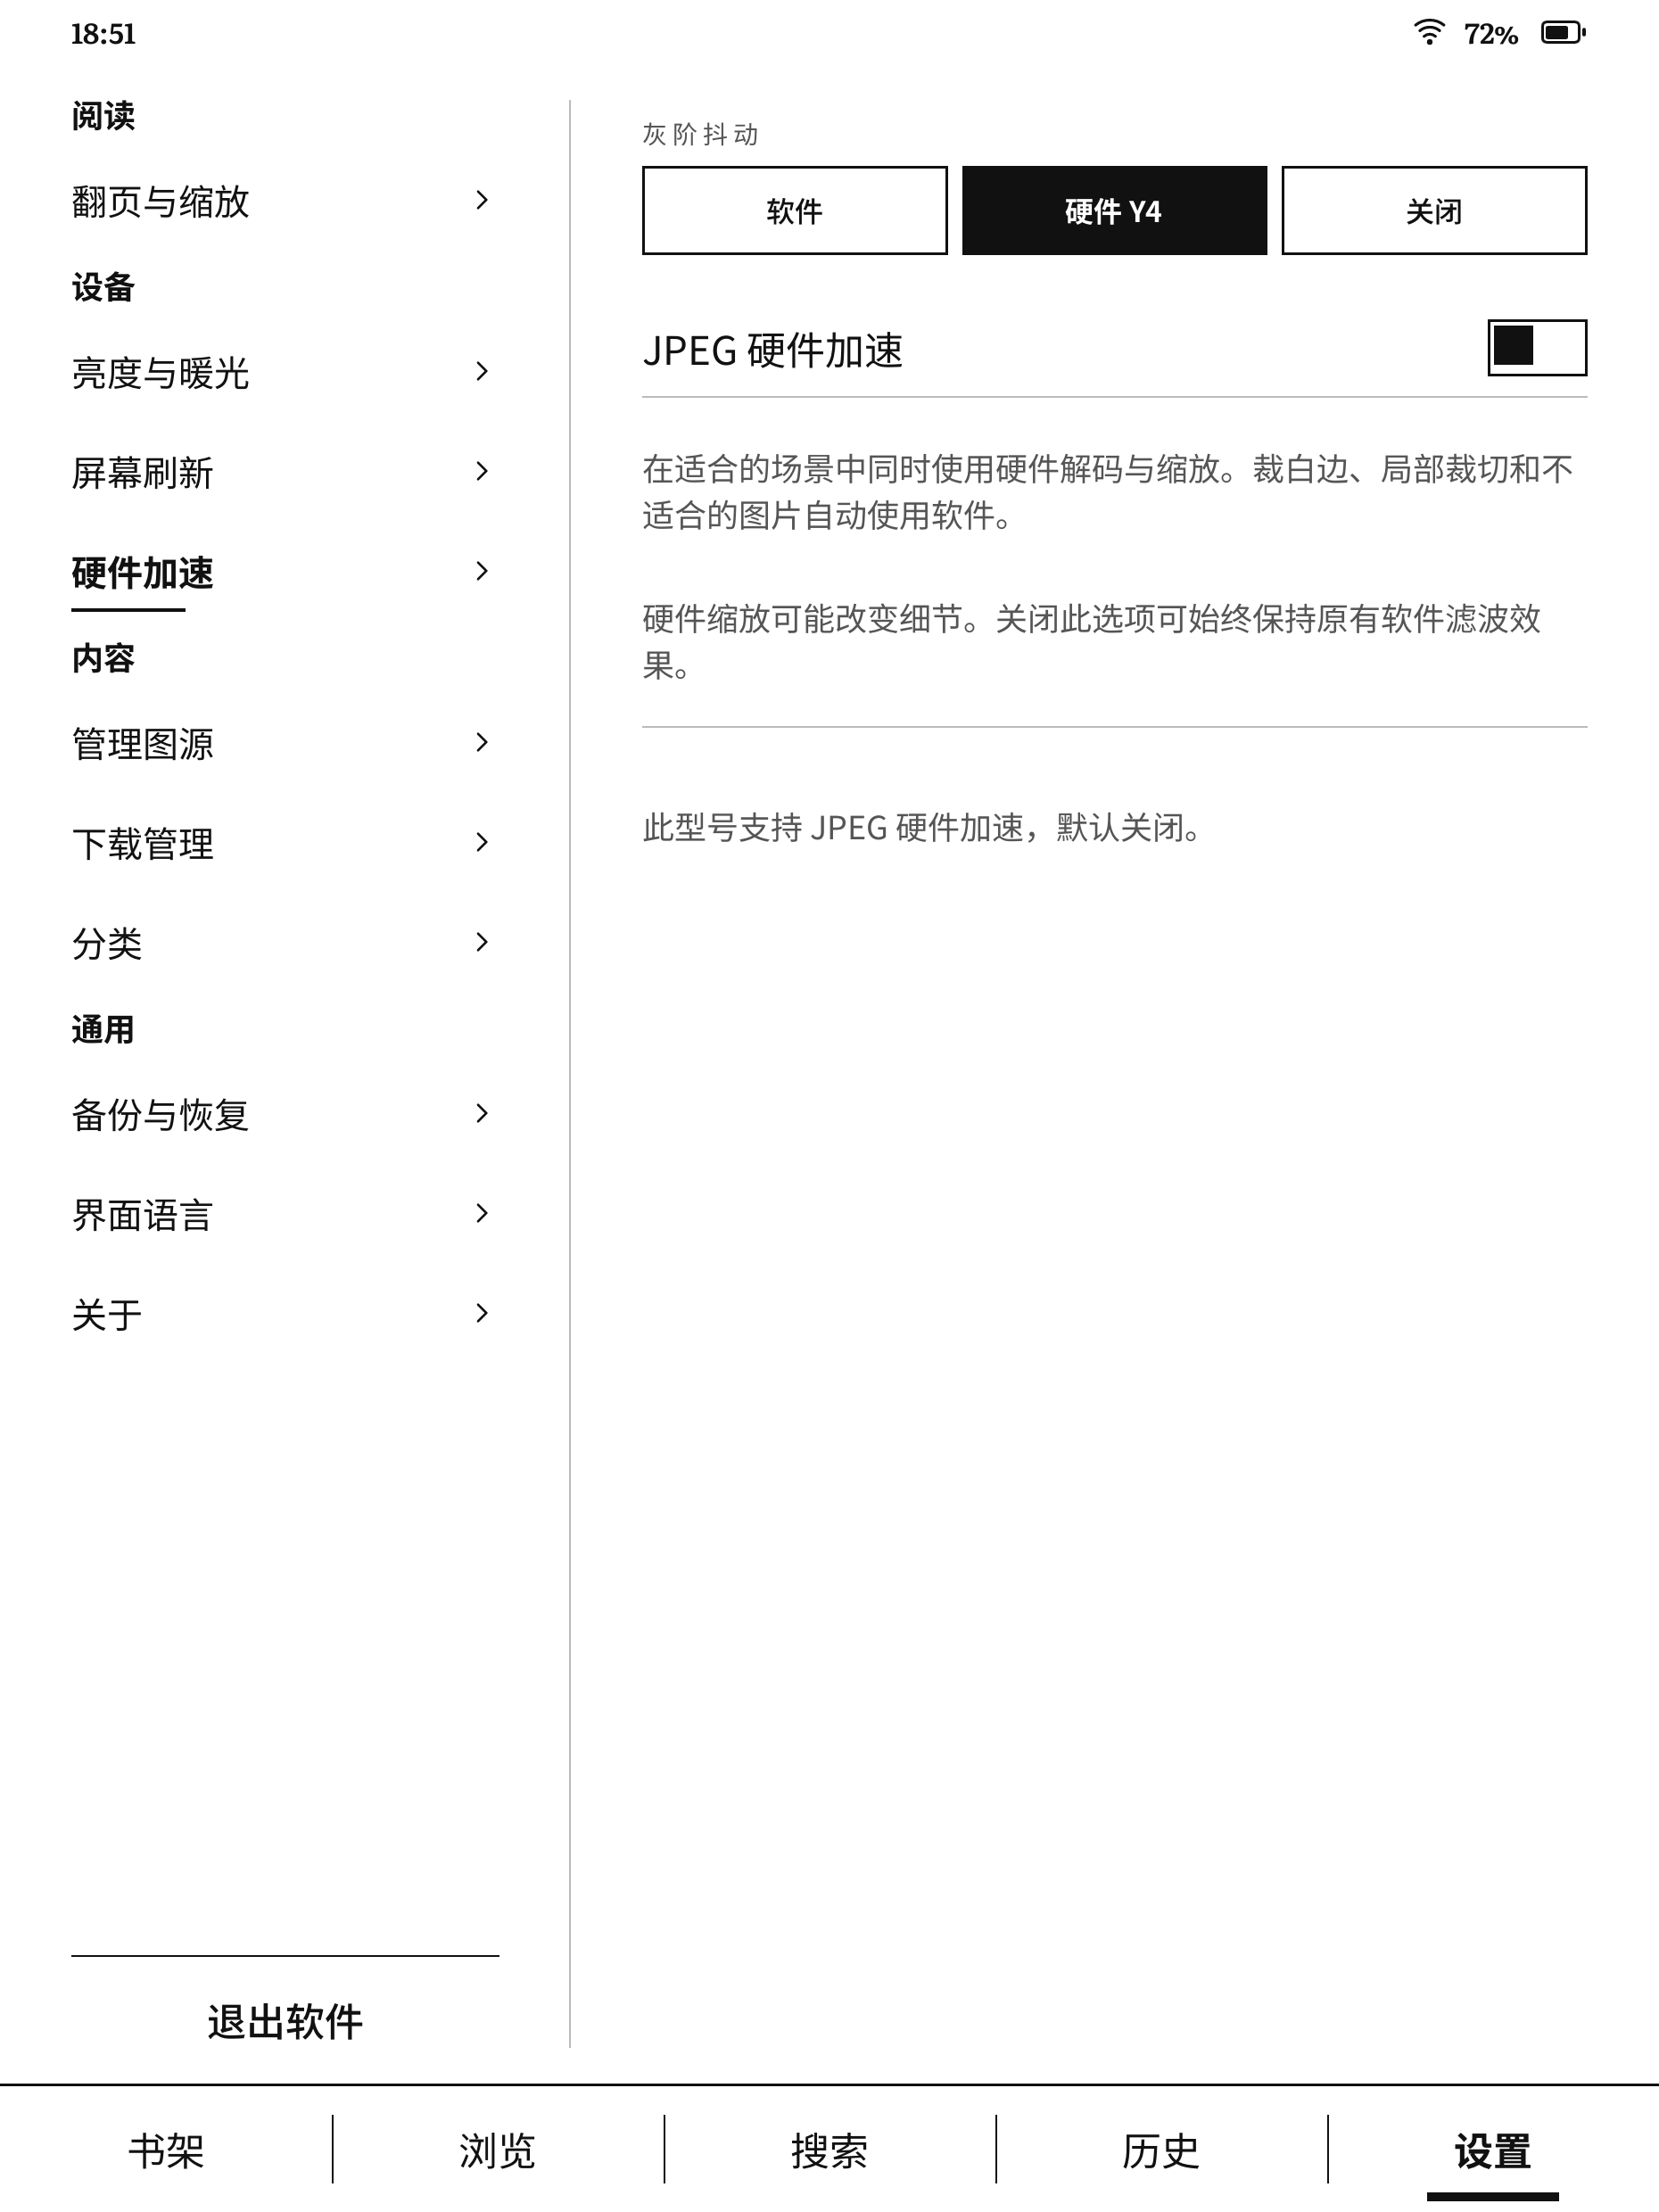 18:51
72%
阅读
翻页与缩放
设备
亮度与暖光
屏幕刷新
硬件加速
内容
管理图源
下载管理
分类
通用
备份与恢复
界面语言
关于
退出软件
灰阶抖动
软件
硬件 Y4
关闭
JPEG 硬件加速
在适合的场景中同时使用硬件解码与缩放。裁白边、局部裁切和不
适合的图片自动使用软件。
硬件缩放可能改变细节。关闭此选项可始终保持原有软件滤波效
果。
此型号支持 JPEG 硬件加速，默认关闭。
书架
浏览
搜索
历史
设置